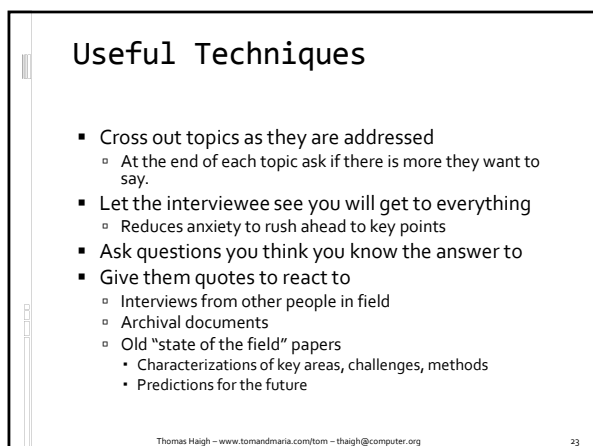 Useful Techniques
▪ Cross out topics as they are addressed
▫ At the end of each topic ask if there is more they want to
say.
▪ Let the interviewee see you will get to everything
▫ Reduces anxiety to rush ahead to key points
▪ Ask questions you think you know the answer to
▪ Give them quotes to react to
▫ Interviews from other people in field
▫ Archival documents
▫ Old “state of the field” papers
▪ Characterizations of key areas, challenges, methods
▪ Predictions for the future
Thomas Haigh – www.tomandmaria.com/tom – thaigh@computer.org 23